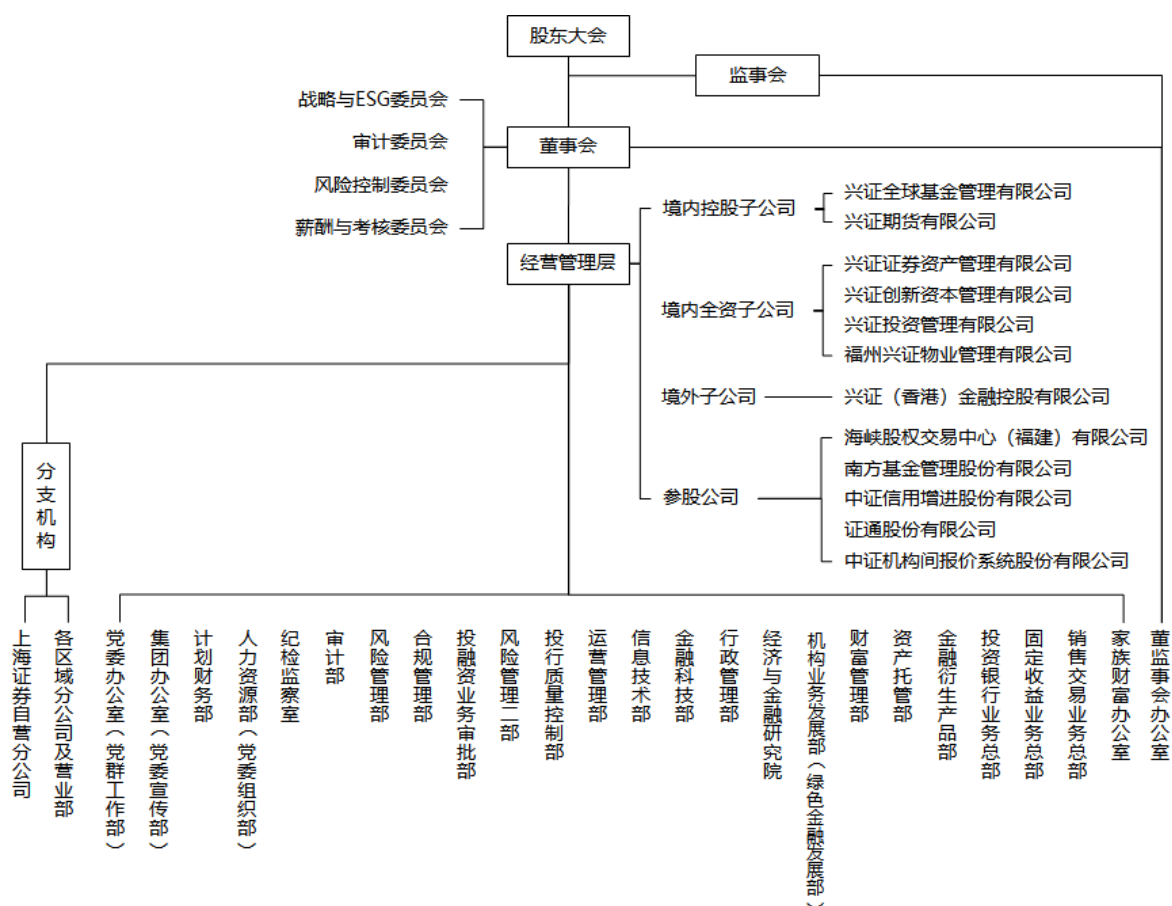 股东大会
监事会
战略与ESG委员会
审计委员会
董事会
风险控制委员会
薪酬与考核委员会
经营管理层
境内控股子公司
兴证全球基金管理有限公司
兴证期货有限公司
境内全资子公司
兴证证券资产管理有限公司
兴证创新资本管理有限公司
兴证投资管理有限公司
福州兴证物业管理有限公司
境外子公司
兴证（香港）金融控股有限公司
参股公司
海峡股权交易中心（福建）有限公司
南方基金管理股份有限公司
中证信用增进股份有限公司
证通股份有限公司
中证机构间报价系统股份有限公司
分支机构
上海证券自营分公司
各区域分公司及营业部
党委办公室（党群工作部）
集团办公室（党委宣传部）
计划财务部
人力资源部（党委组织部）
纪检监察室
审计部
风险管理部
合规管理部
投融资业务审批部
风险管理二部
投行质量控制部
运营管理部
信息技术部
金融科技部
行政管理部
经济与金融研究院
机构业务发展部（绿色金融发展部）
财富管理部
资产托管部
金融衍生产品部
投资银行业务总部
固定收益业务总部
销售交易业务总部
家族财富办公室
董监事会办公室